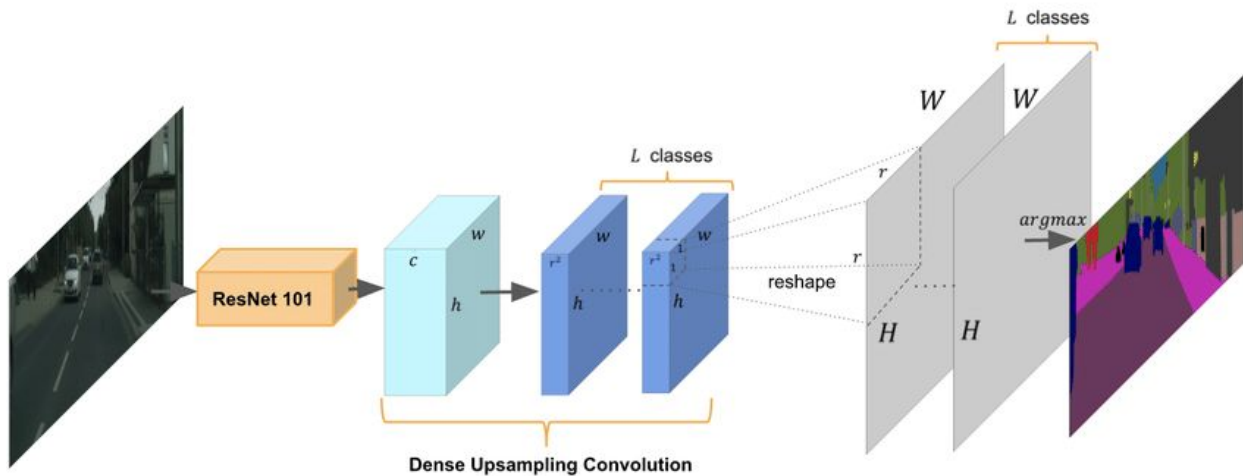 L classes
W
W
L classes
r
w
w
w
1
argmax
c
r²
r²
1
r
ResNet 101
reshape
h
h
h
H
H
Dense Upsampling Convolution